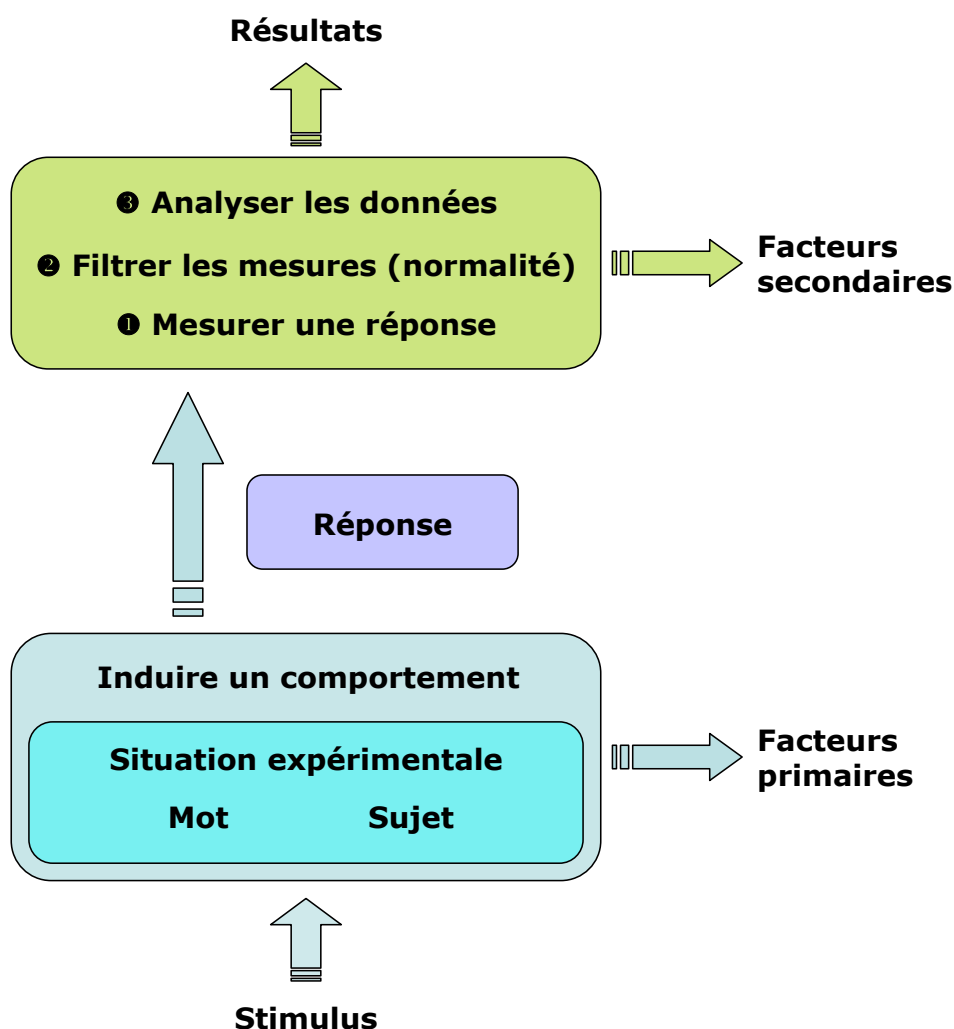 Résultats
❸ Analyser les données
❷ Filtrer les mesures (normalité)
❶ Mesurer une réponse
Facteurs
secondaires
Réponse
Induire un comportement
Situation expérimentale
Mot Sujet
Facteurs
primaires
Stimulus